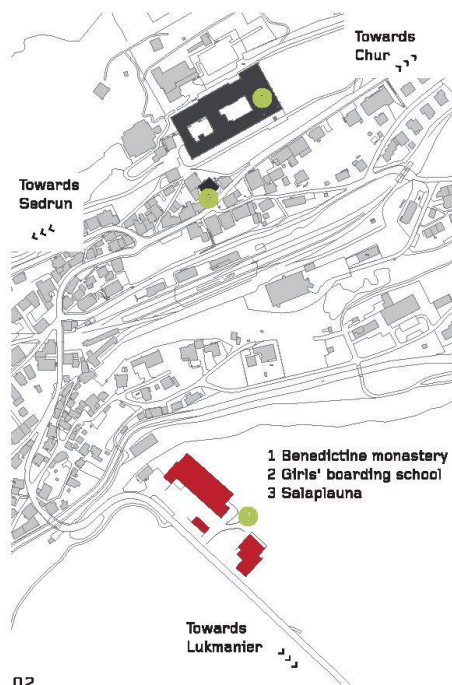 Towards
Chur
Towards
Sedrun
1 Benedictine monastery
2 Girls' boarding school
3 Salaplauna
Towards
Lukmanier
02